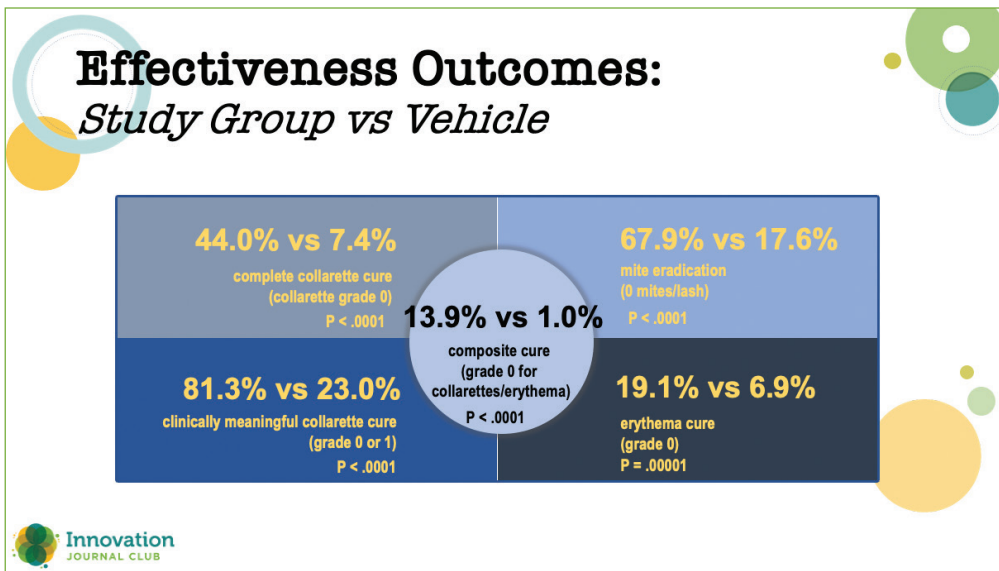 Effectiveness Outcomes:
Study Group vs Vehicle
44.0% vs 7.4%
complete collarette cure
(collarette grade 0)
P < .0001
67.9% vs 17.6%
mite eradication
(0 mites/lash)
P < .0001
13.9% vs 1.0%
composite cure
(grade 0 for
collarettes/erythema)
P < .0001
81.3% vs 23.0%
clinically meaningful collarette cure
(grade 0 or 1)
P < .0001
19.1% vs 6.9%
erythema cure
(grade 0)
P = .00001
Innovation
JOURNAL CLUB